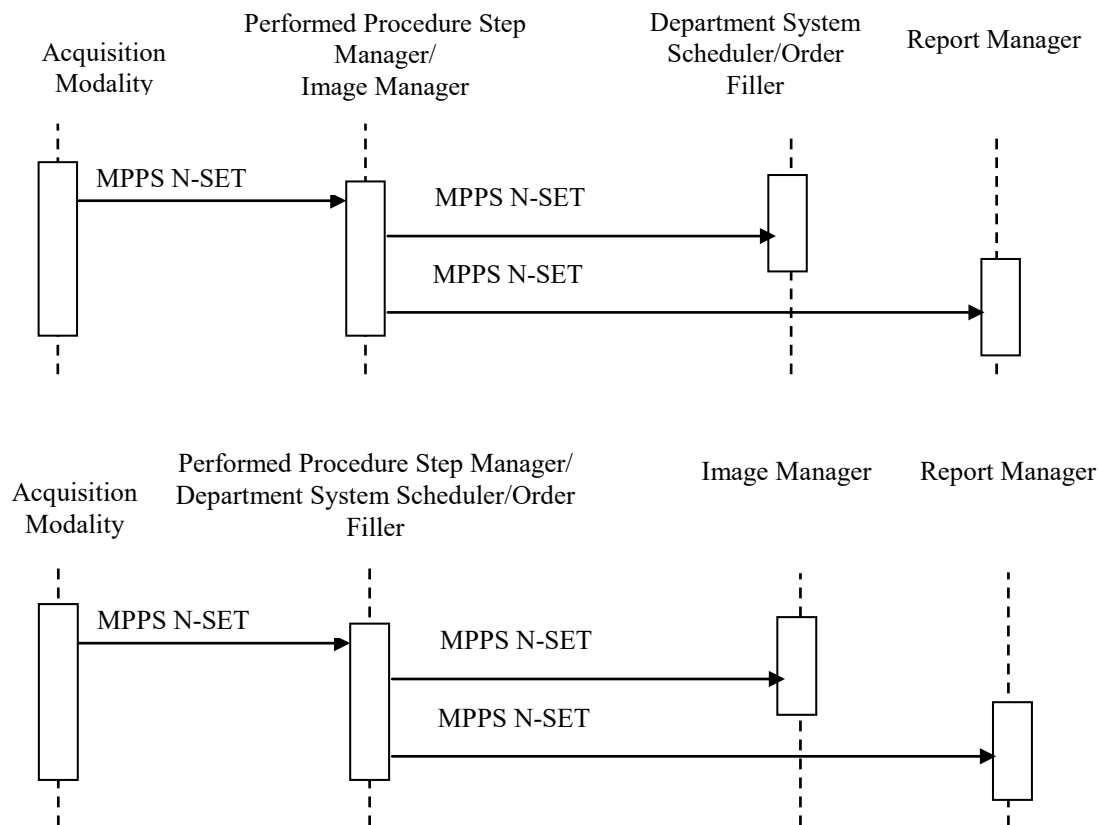 Acquisition
Modality
Performed Procedure Step
Manager/
Image Manager
Department System
Scheduler/Order
Filler
Report Manager
MPPS N-SET
MPPS N-SET
MPPS N-SET
Acquisition
Modality
Performed Procedure Step Manager/
Department System Scheduler/Order
Filler
Image Manager
Report Manager
MPPS N-SET
MPPS N-SET
MPPS N-SET